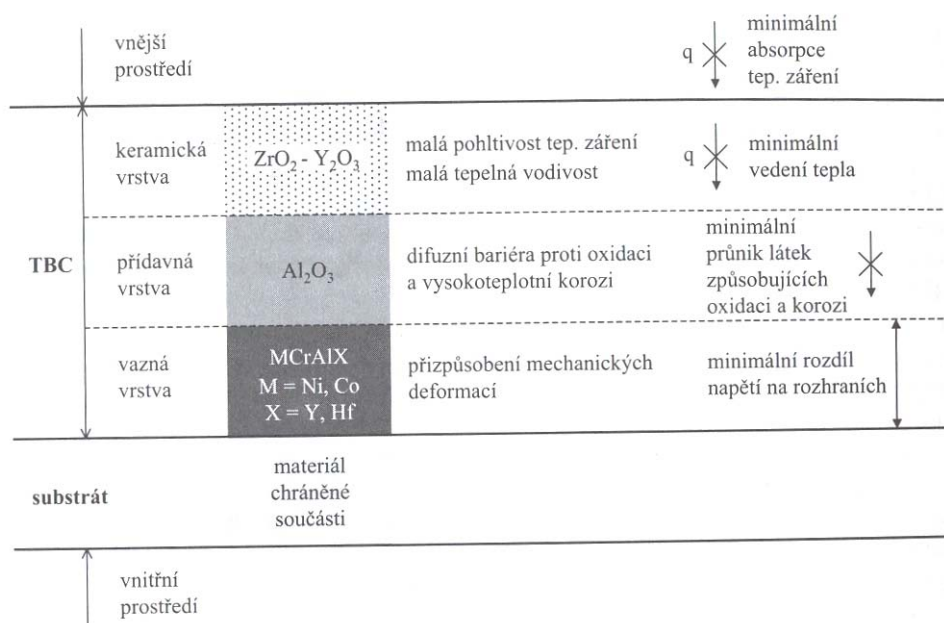 vnější
prostředí
q
minimální
absorpce
tep. záření
TBC
keramická
vrstva
ZrO₂ - Y₂O₃
malá pohltivost tep. záření
malá tepelná vodivost
q
minimální
vedení tepla
přídavná
vrstva
Al₂O₃
difuzní bariéra proti oxidaci
a vysokoteplotní korozi
minimální
průnik látek
způsobujících
oxidaci a korozi
vazná
vrstva
MCrAlX
M = Ni, Co
X = Y, Hf
přizpůsobení mechanických
deformací
minimální rozdíl
napětí na rozhraních
substrát
materiál
chráněné
součásti
vnitřní
prostředí